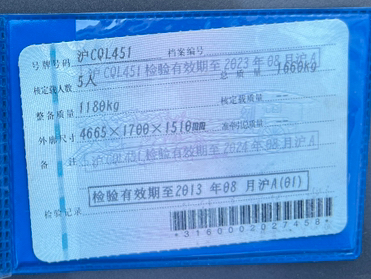 号牌号码 沪CQL451 档案编号
沪CQL451 检验有效期至2023年08月沪A
核定载人数 5人 总质量 1660kg
整备质量 1180kg 核定载质量 --
外廓尺寸 4665×1700×1510mm 准牵引总质量 --
备注 沪CQL451检验有效期至2024年08月沪A
检验有效期至2013年08月沪A(01)
检验记录
*3160002027458*